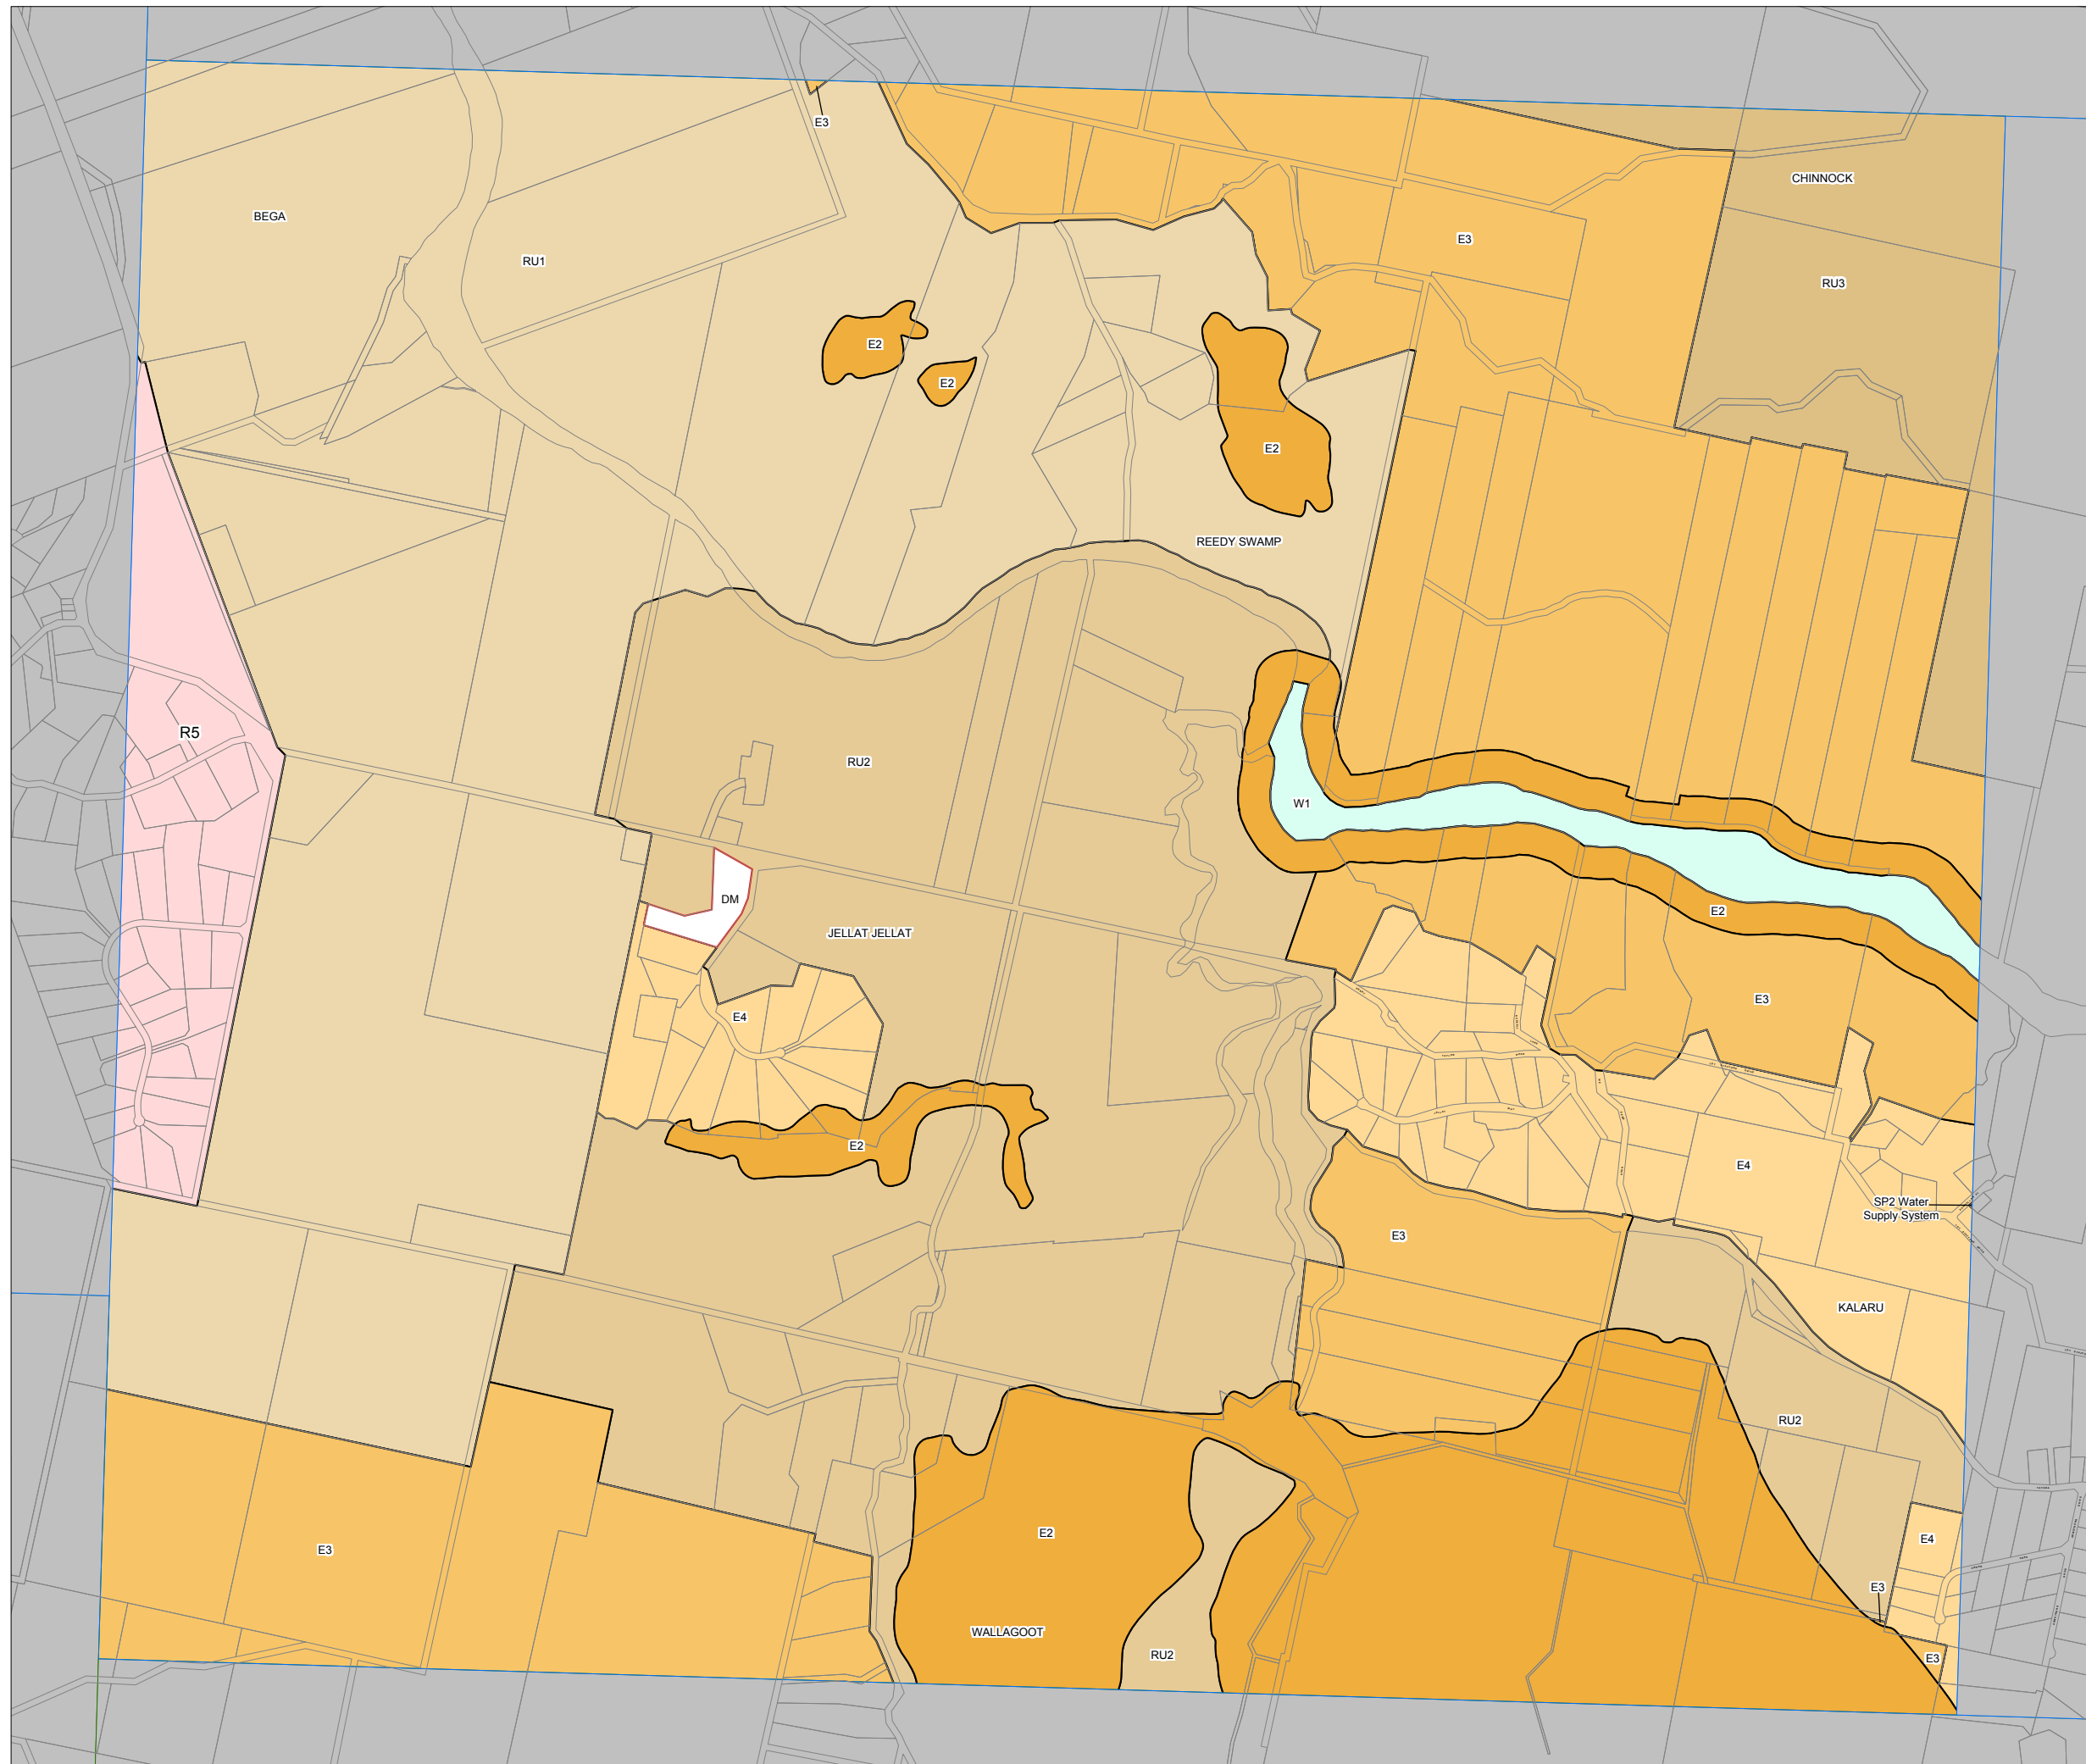 E3
CHINNOCK
BEGA
E3
RU1
RU3
E2
E2
E2
REEDY SWAMP
R5
RU2
W1
DM
E2
JELLAT JELLAT
E3
E4
E2
E4
SP2 Water
Supply System
E3
KALARU
RU2
E2
E4
E3
E3
WALLAGOOT
RU2
E3